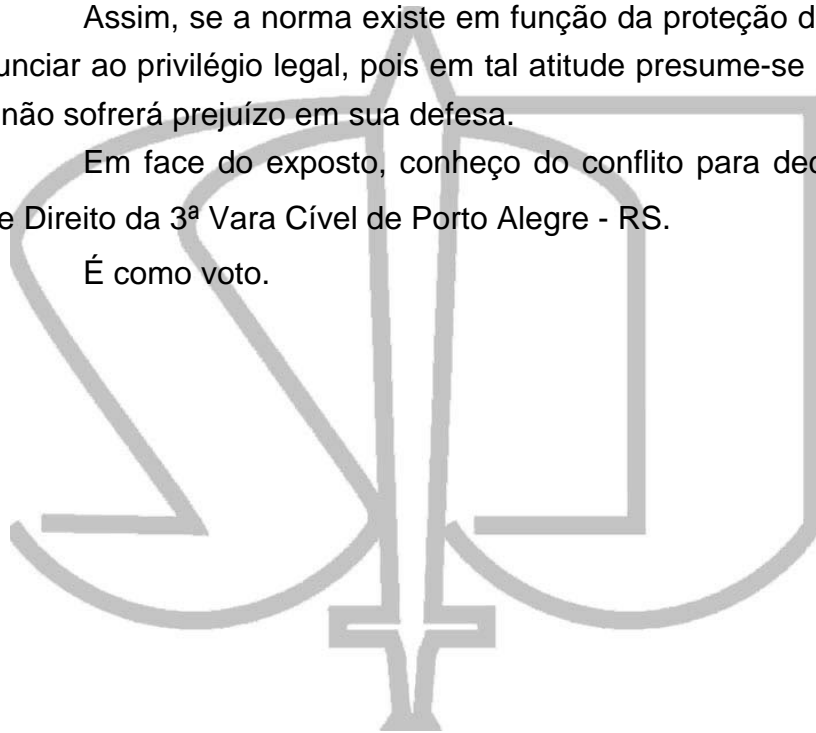 Assim, se a norma existe em função da proteção d
unciar ao privilégio legal, pois em tal atitude presume-se
não sofrerá prejuízo em sua defesa.
Em face do exposto, conheço do conflito para dec
e Direito da 3ª Vara Cível de Porto Alegre - RS.
É como voto.